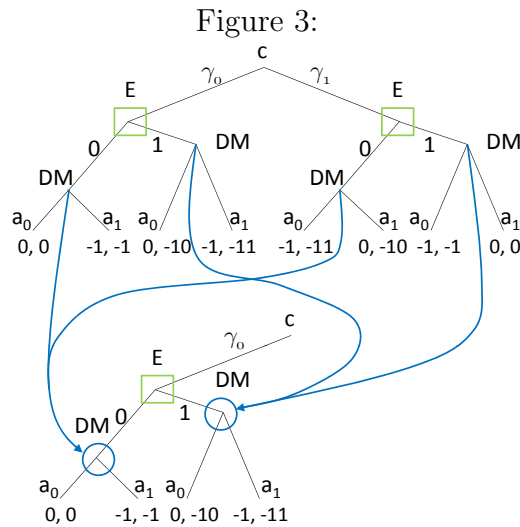 Figure 3:
c
γ₀ γ₁
E E
0 1 0 1
DM DM DM DM
a₀ a₁ a₀ a₁ a₀ a₁ a₀ a₁
0, 0 -1, -1 0, -10 -1, -11 -1, -11 0, -10 -1, -1 0, 0
c
γ₀
E
DM
0 1
DM
a₀ a₁ a₀ a₁
0, 0 -1, -1 0, -10 -1, -11